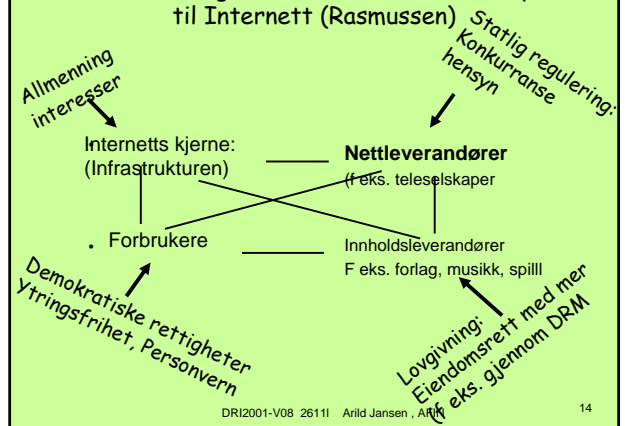 til Internett (Rasmussen)
Allmenning
interesser
Statlig regulering:
Konkurranse
hensyn
Internetts kjerne:
(Infrastrukturen)
Nettleverandører
(f eks. teleselskaper
• Forbrukere
Innholdsleverandører
F eks. forlag, musikk, spilll
Demokratiske rettigheter
Ytringsfrihet, Personvern
Lovgivning:
Eiendomsrett med mer
(f eks. gjennom DRM
DRI2001-V08 2611l Arild Jansen , AFIN
14